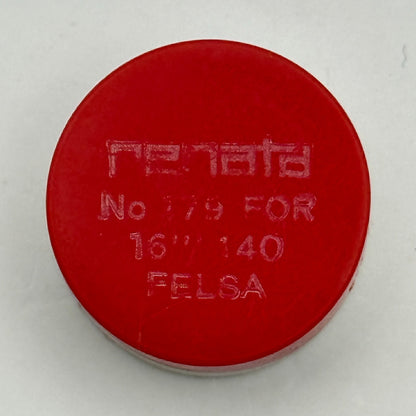 renata
No 179 FOR
16''' 140
FELSA